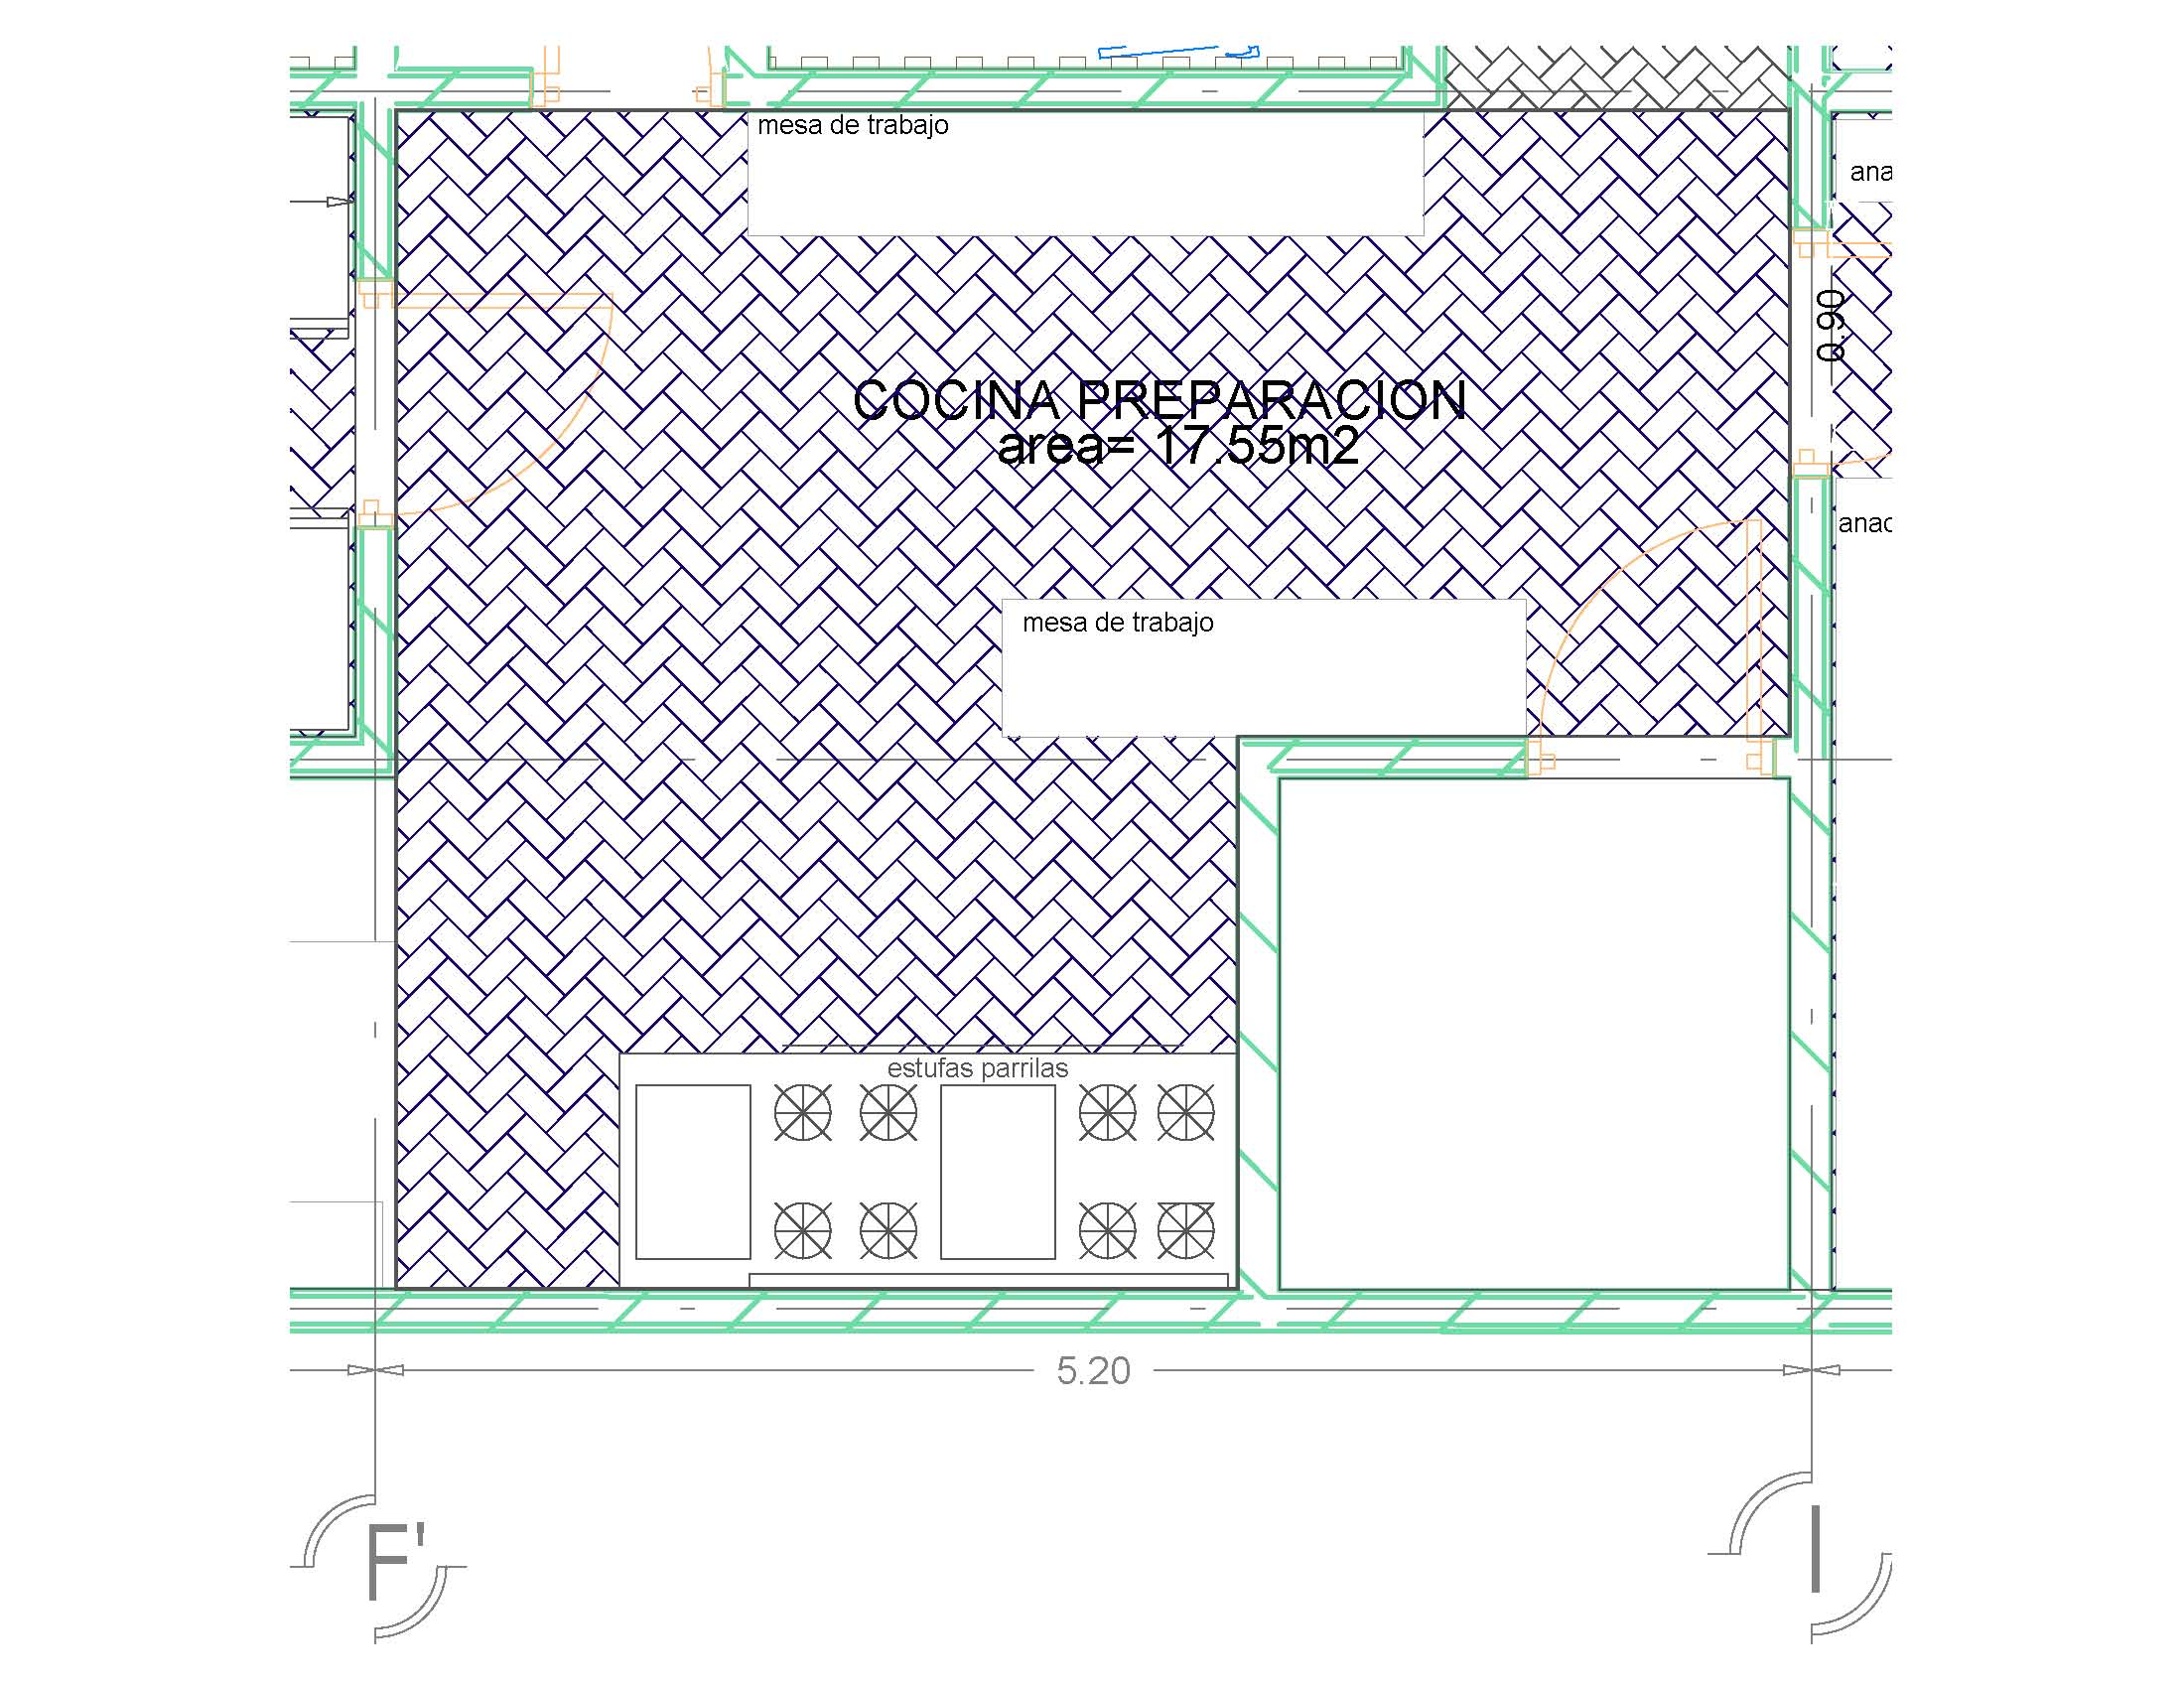 mesa de trabajo
ana
0.90
COCINA PREPARACION
area= 17.55m2
anac
mesa de trabajo
estufas parrilas
5.20
F'
I